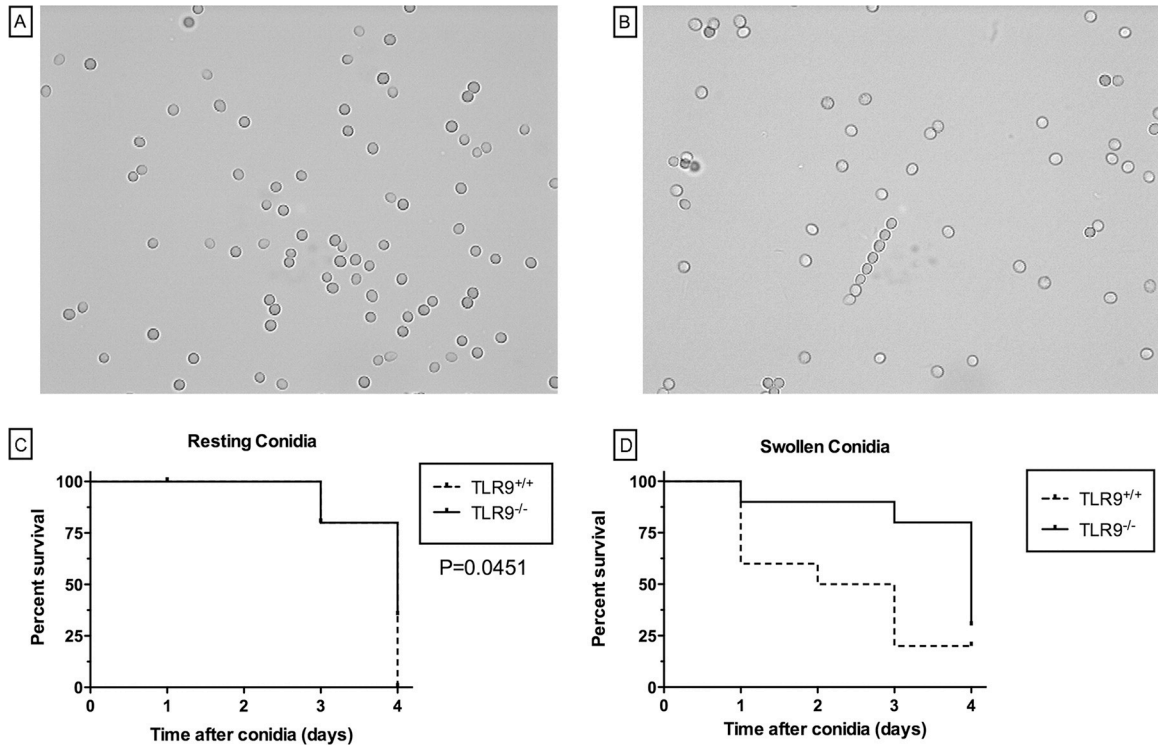 A
B
C
Resting Conidia
100
75
50
25
0
Percent survival
0 1 2 3 4
Time after conidia (days)
TLR9+/+
TLR9-/-
P=0.0451
D
Swollen Conidia
100
75
50
25
0
Percent survival
0 1 2 3 4
Time after conidia (days)
TLR9+/+
TLR9-/-